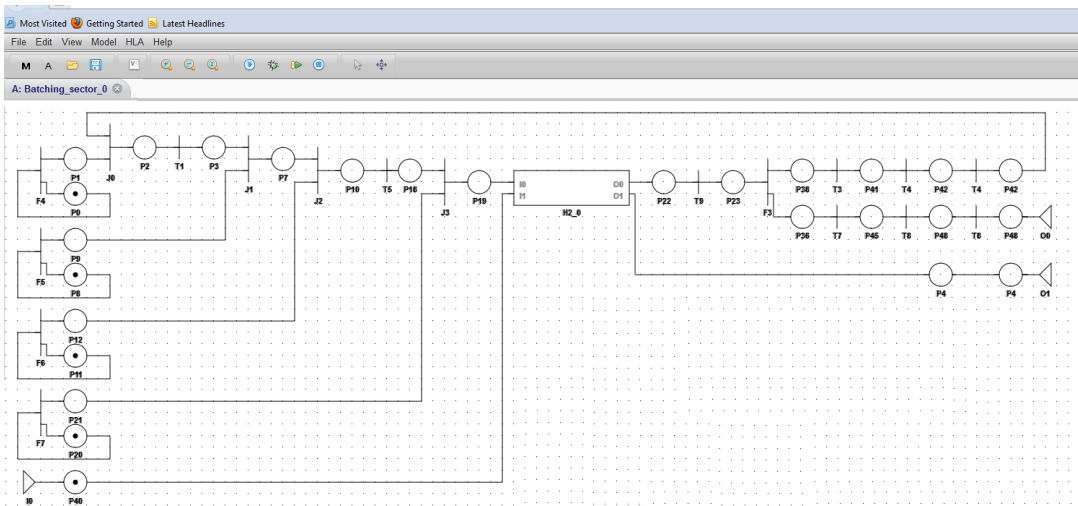 Most Visited Getting Started Latest Headlines
File Edit View Model HLA Help
M A V
A: Batching_sector_0
P1 J0 P2 T1 P3 J1 P7 J2 P10 T5 P18 J3 P19
I0 O0
I1 O1
H2_0
P22 T9 P23 F3
P38 T3 P41 T4 P42 T4 P42
P36 T7 P45 T8 P48 T8 P48 O0
P4 P4 O1
F4
P0
P9
F5
P8
P12
F6
P11
P21
F7
P20
I0 P40